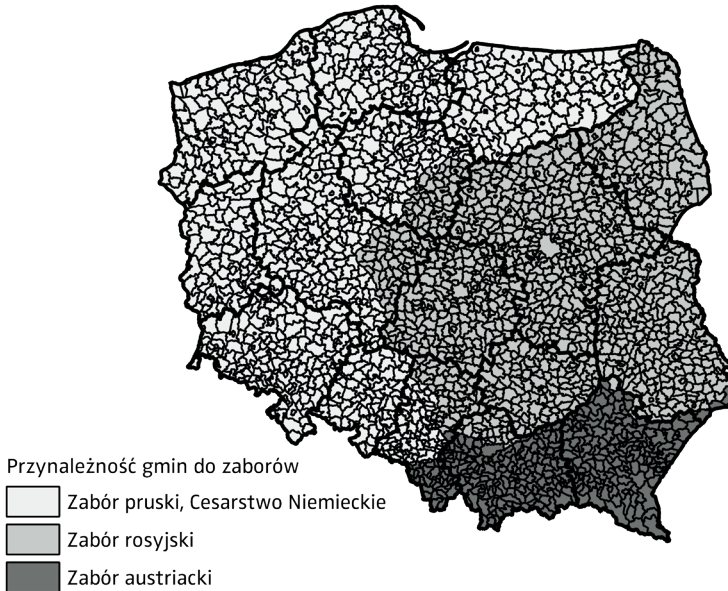 Przynależność gmin do zaborów
Zabór pruski, Cesarstwo Niemieckie
Zabór rosyjski
Zabór austriacki